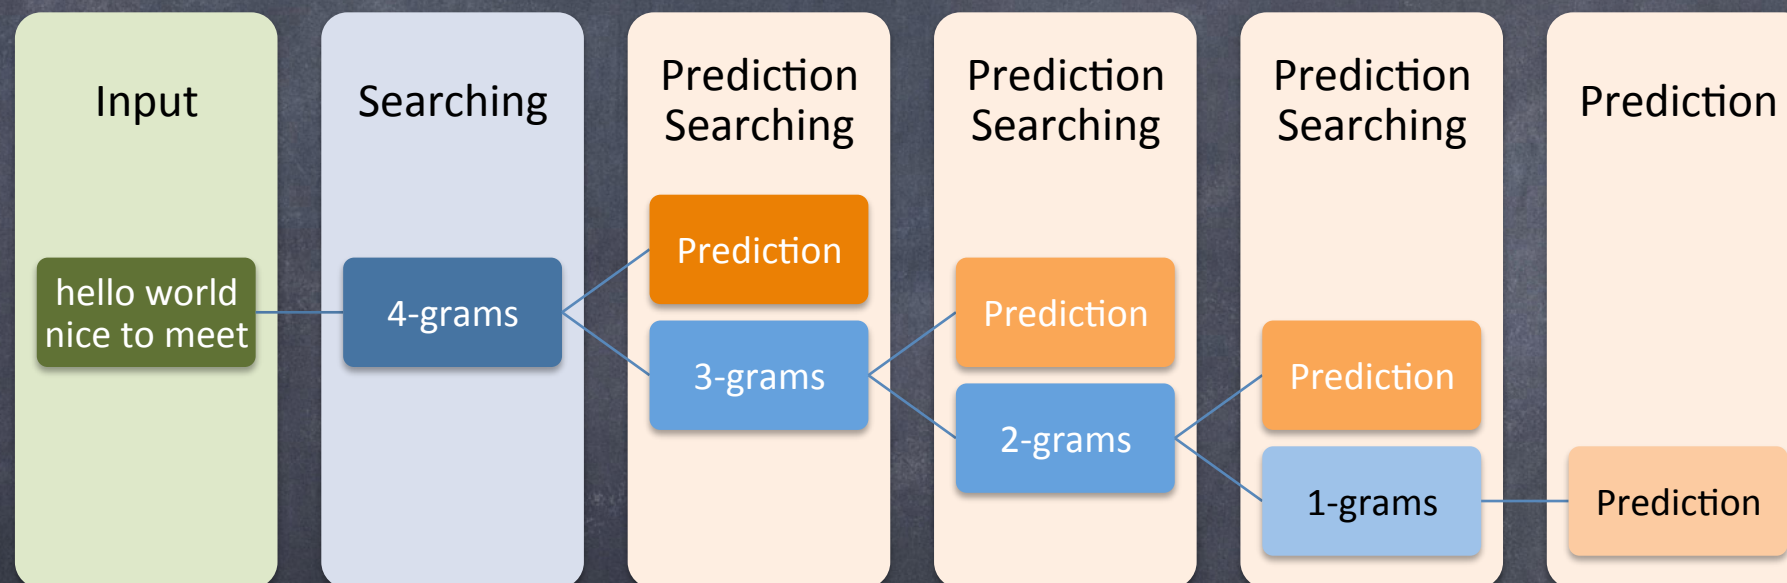 Input
hello world
nice to meet
Searching
4-grams
Prediction
Searching
Prediction
3-grams
Prediction
Searching
Prediction
2-grams
Prediction
Searching
Prediction
1-grams
Prediction
Prediction